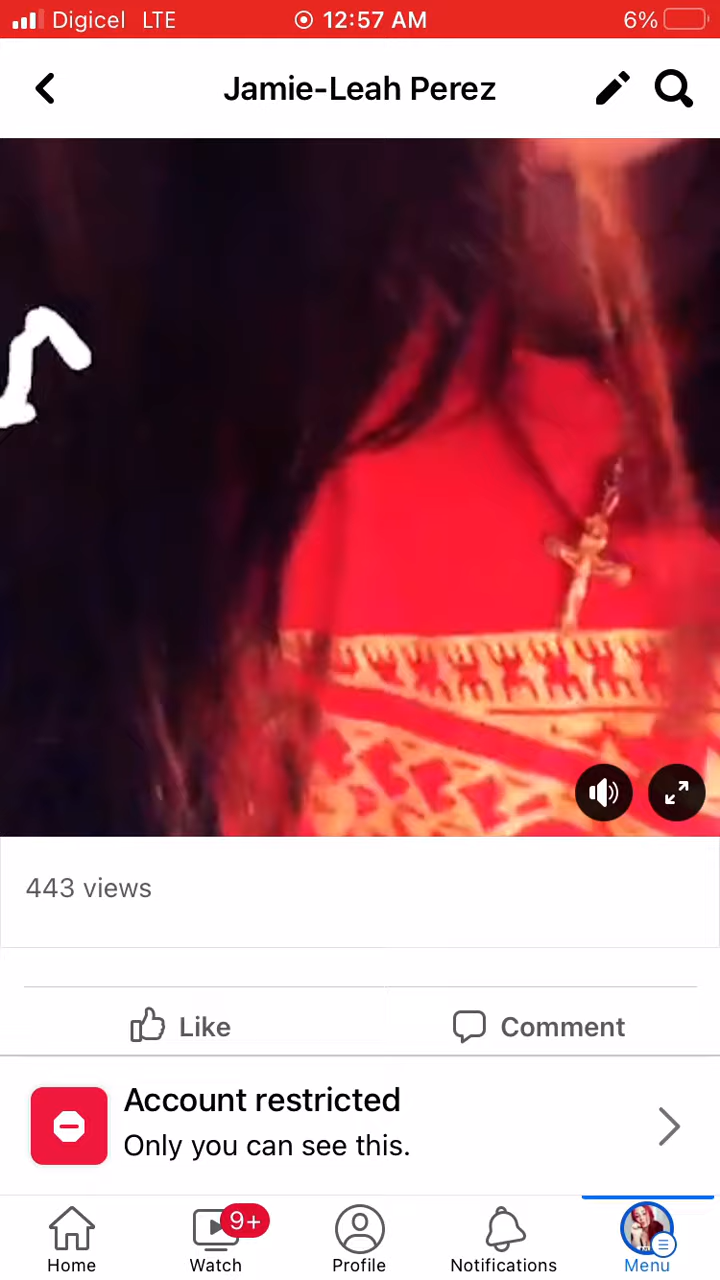 Digicel LTE 12:57 AM 6%
Jamie-Leah Perez
443 views
Like Comment
Account restricted
Only you can see this.
9+
Home Watch Profile Notifications Menu